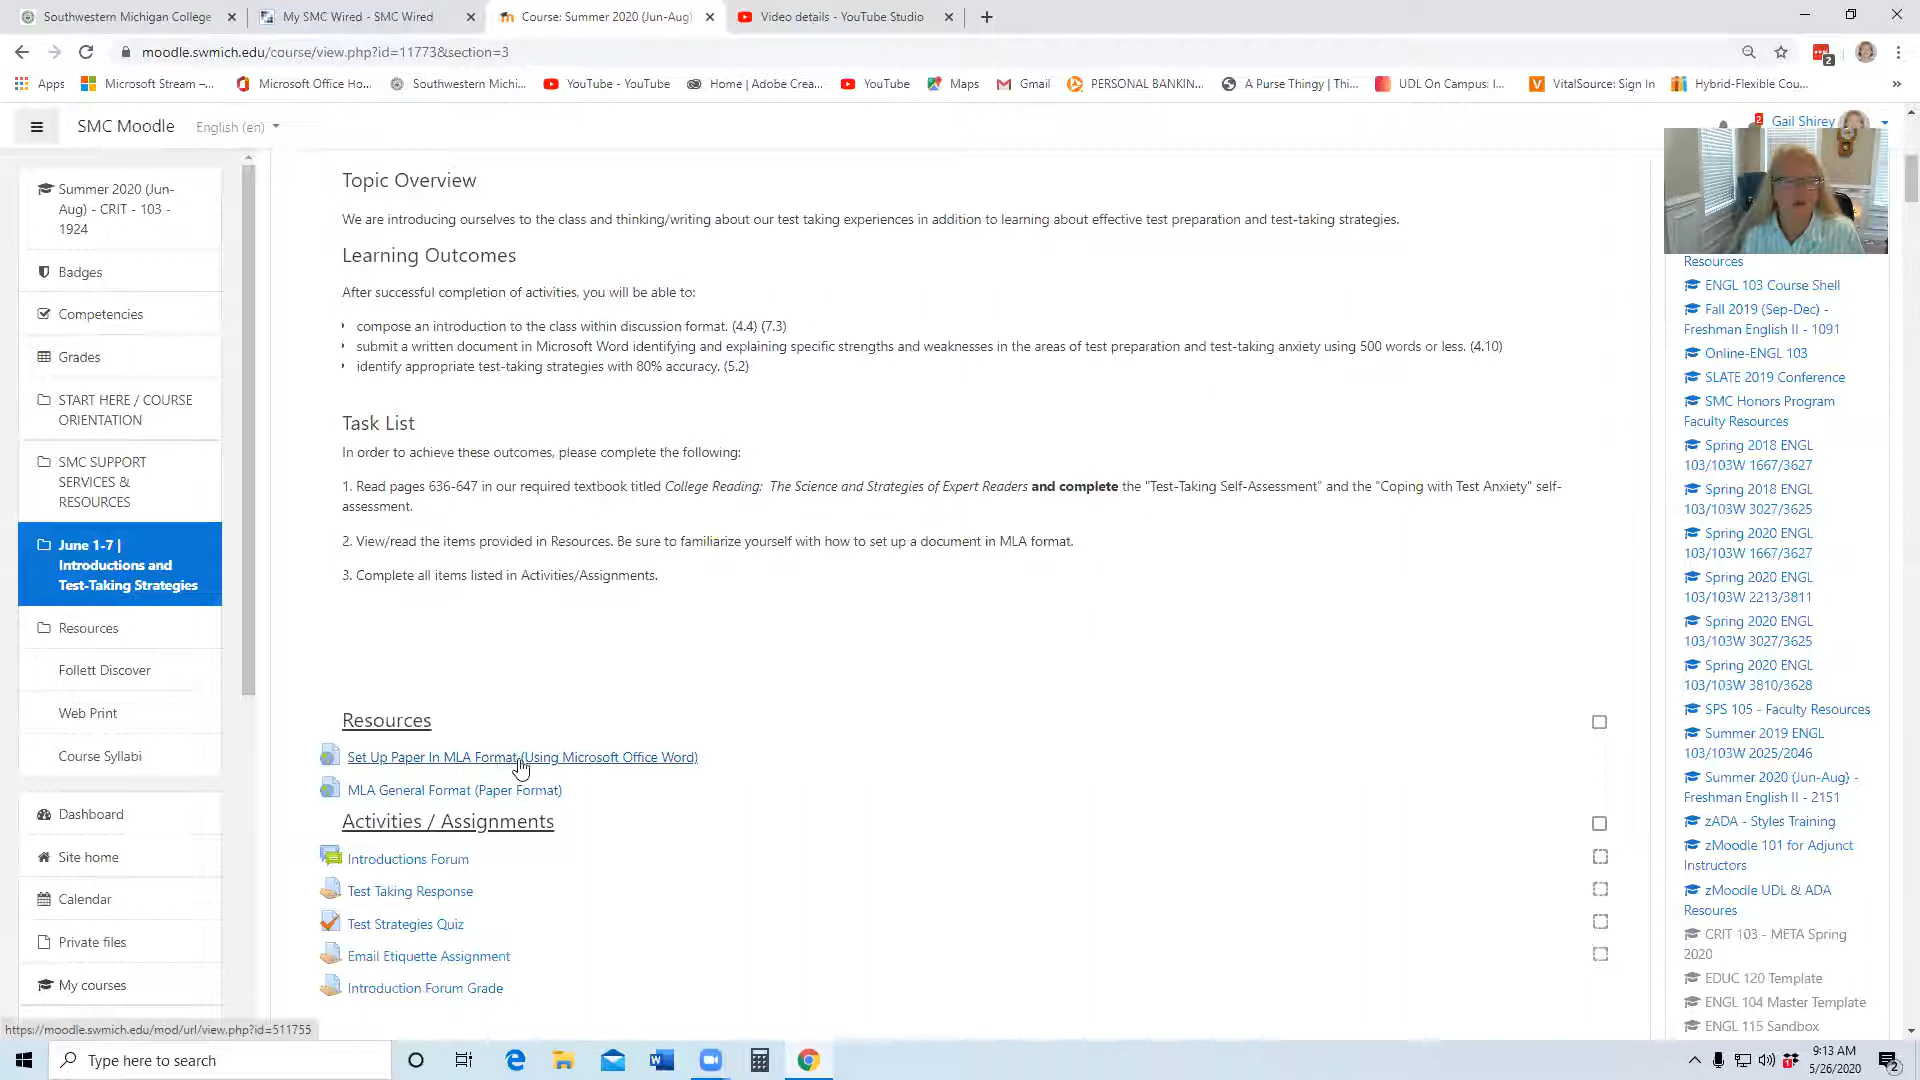 Southwestern Michigan College
My SMC Wired - SMC Wired
Course: Summer 2020 (Jun-Aug)
Video details - YouTube Studio
moodle.swmich.edu/course/view.php?id=11773&section=3
2
Apps
Microsoft Stream –...
Microsoft Office Ho...
Southwestern Michi...
YouTube - YouTube
Home | Adobe Crea...
YouTube
Maps
Gmail
PERSONAL BANKIN...
A Purse Thingy | Thi...
UDL On Campus: I...
VitalSource: Sign In
Hybrid-Flexible Cou...
SMC Moodle
English (en)
2
Gail Shirey
Summer 2020 (Jun-
Aug) - CRIT - 103 -
1924
Badges
Competencies
Grades
START HERE / COURSE
ORIENTATION
SMC SUPPORT
SERVICES &
RESOURCES
June 1-7 |
Introductions and
Test-Taking Strategies
Resources
Follett Discover
Web Print
Course Syllabi
Dashboard
Site home
Calendar
Private files
My courses
Topic Overview
We are introducing ourselves to the class and thinking/writing about our test taking experiences in addition to learning about effective test preparation and test-taking strategies.
Learning Outcomes
After successful completion of activities, you will be able to:
compose an introduction to the class within discussion format. (4.4) (7.3)
submit a written document in Microsoft Word identifying and explaining specific strengths and weaknesses in the areas of test preparation and test-taking anxiety using 500 words or less. (4.10)
identify appropriate test-taking strategies with 80% accuracy. (5.2)
Task List
In order to achieve these outcomes, please complete the following:
1. Read pages 636-647 in our required textbook titled College Reading: The Science and Strategies of Expert Readers and complete the "Test-Taking Self-Assessment" and the "Coping with Test Anxiety" self-
assessment.
2. View/read the items provided in Resources. Be sure to familiarize yourself with how to set up a document in MLA format.
3. Complete all items listed in Activities/Assignments.
Resources
Set Up Paper In MLA Format (Using Microsoft Office Word)
MLA General Format (Paper Format)
Activities / Assignments
Introductions Forum
Test Taking Response
Test Strategies Quiz
Email Etiquette Assignment
Introduction Forum Grade
Resources
ENGL 103 Course Shell
Fall 2019 (Sep-Dec) -
Freshman English II - 1091
Online-ENGL 103
SLATE 2019 Conference
SMC Honors Program
Faculty Resources
Spring 2018 ENGL
103/103W 1667/3627
Spring 2018 ENGL
103/103W 3027/3625
Spring 2020 ENGL
103/103W 1667/3627
Spring 2020 ENGL
103/103W 2213/3811
Spring 2020 ENGL
103/103W 3027/3625
Spring 2020 ENGL
103/103W 3810/3628
SPS 105 - Faculty Resources
Summer 2019 ENGL
103/103W 2025/2046
Summer 2020 (Jun-Aug) -
Freshman English II - 2151
zADA - Styles Training
zMoodle 101 for Adjunct
Instructors
zMoodle UDL & ADA
Resoures
CRIT 103 - META Spring
2020
EDUC 120 Template
ENGL 104 Master Template
ENGL 115 Sandbox
https://moodle.swmich.edu/mod/url/view.php?id=511755
Type here to search
9:13 AM
5/26/2020
2